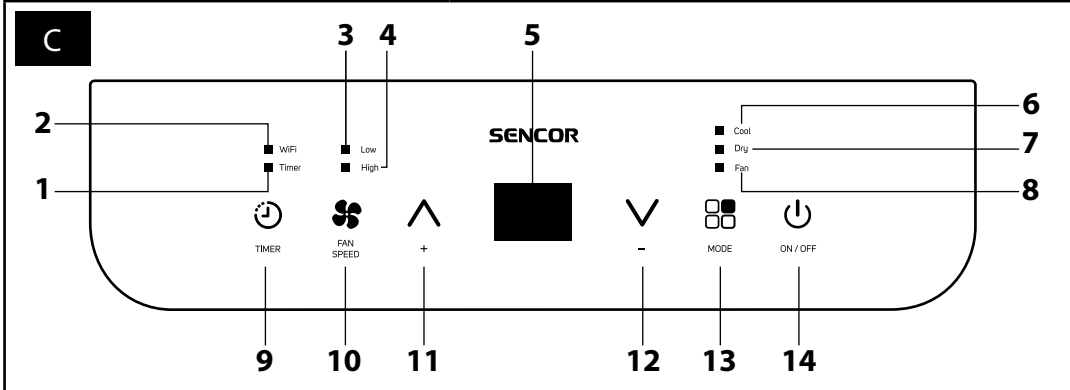 C
3 4 5
6
2 WiFi Low SENCOR Cool
Dry 7
1 Timer High Fan 8
TIMER FAN SPEED + - MODE ON / OFF
9 10 11 12 13 14